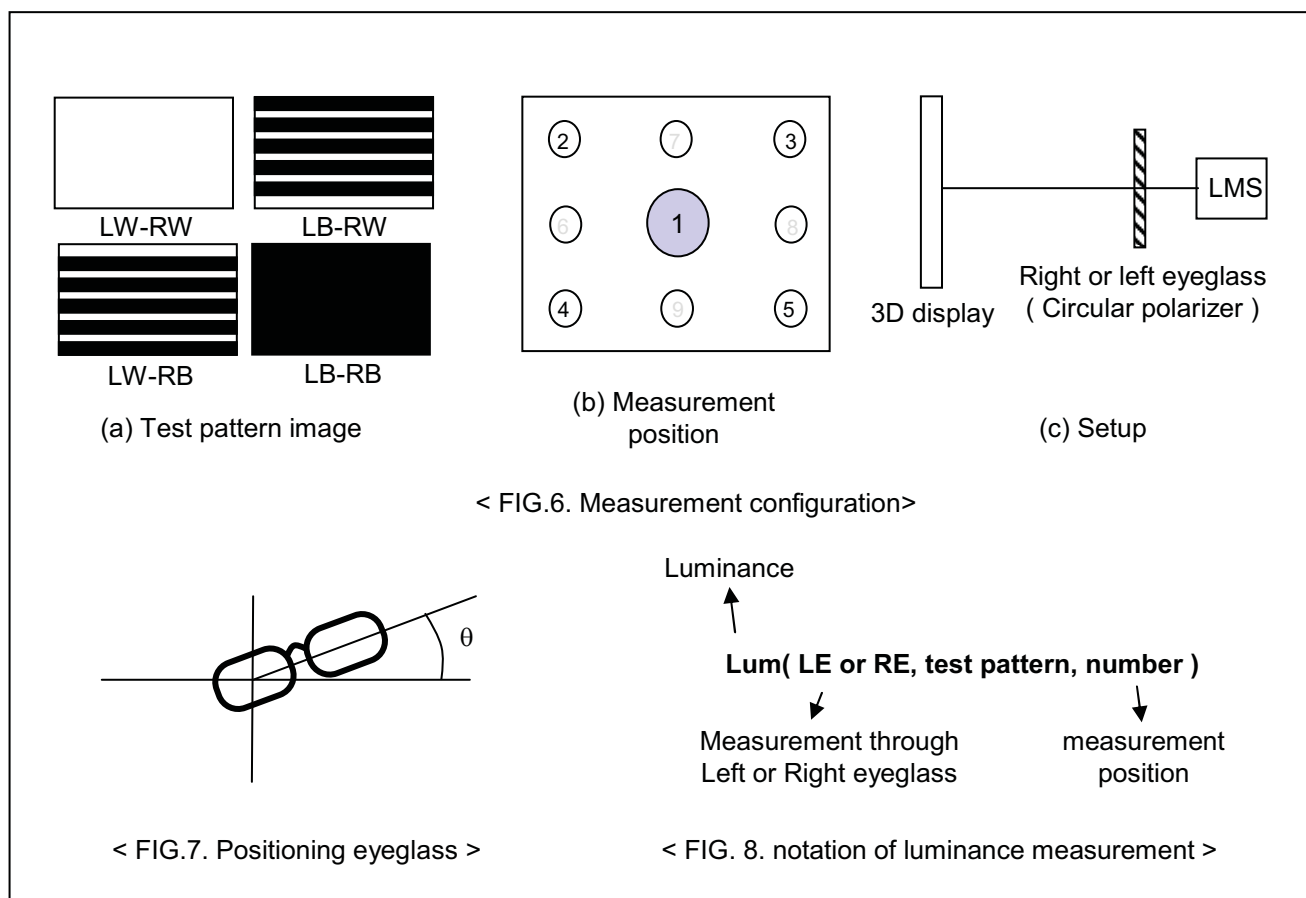 LW-RW
LB-RW
LW-RB
LB-RB
(a) Test pattern image
2
7
3
6
1
8
4
9
5
(b) Measurement
position
LMS
3D display
Right or left eyeglass
( Circular polarizer )
(c) Setup
< FIG.6. Measurement configuration>
θ
< FIG.7. Positioning eyeglass >
Luminance
Lum( LE or RE, test pattern, number )
Measurement through
Left or Right eyeglass
measurement
position
< FIG. 8. notation of luminance measurement >